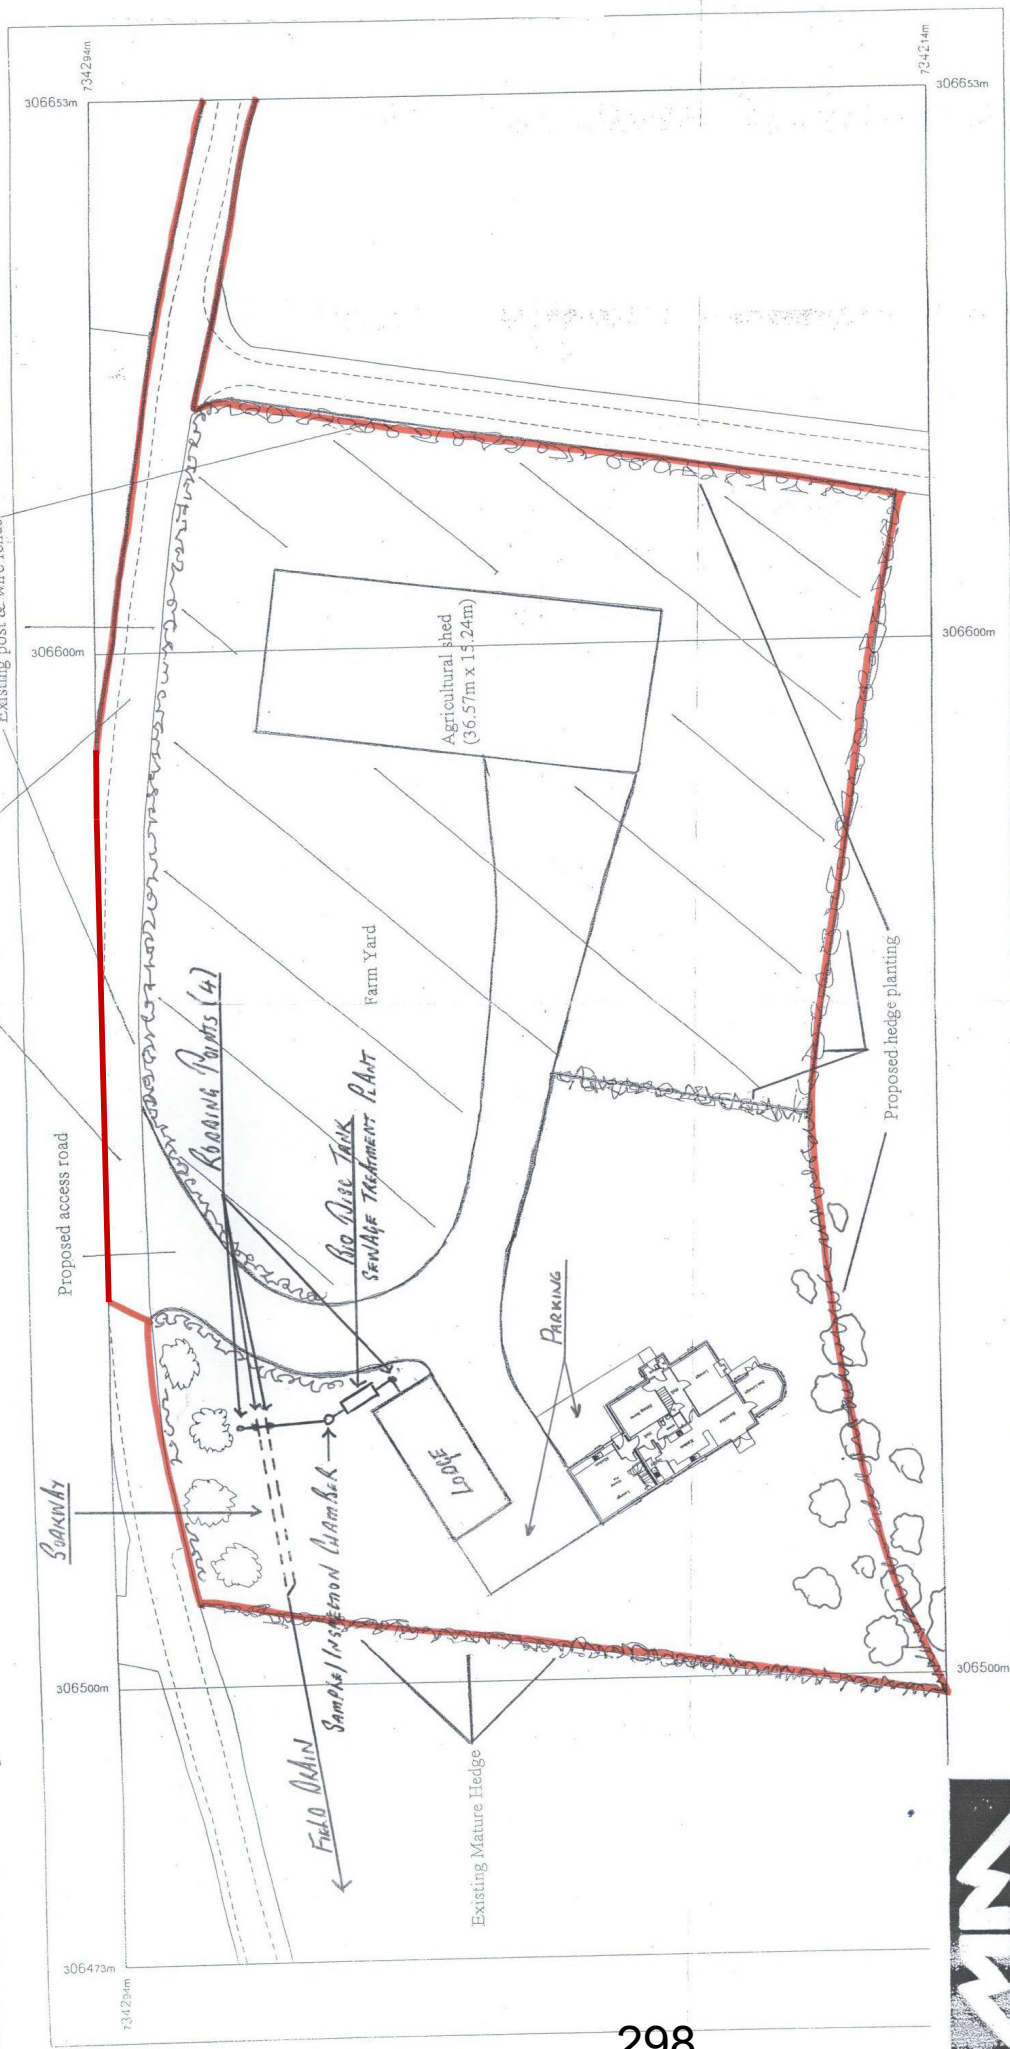 734294m
306653m
734214m
306653m
Existing post & wire fence
306600m
306600m
Agricultural shed
(36.57m x 15.24m)
Farm Yard
RODDING POINTS (4)
Proposed access road
BIO DISC TANK
SEWAGE TREATMENT PLANT
Proposed hedge planting
PARKING
LODGE
SOAKWAY
SAMPLE/INSPECTION CHAMBER
FIELD DRAIN
Existing Mature Hedge
306500m
306500m
306473m
734294m
298